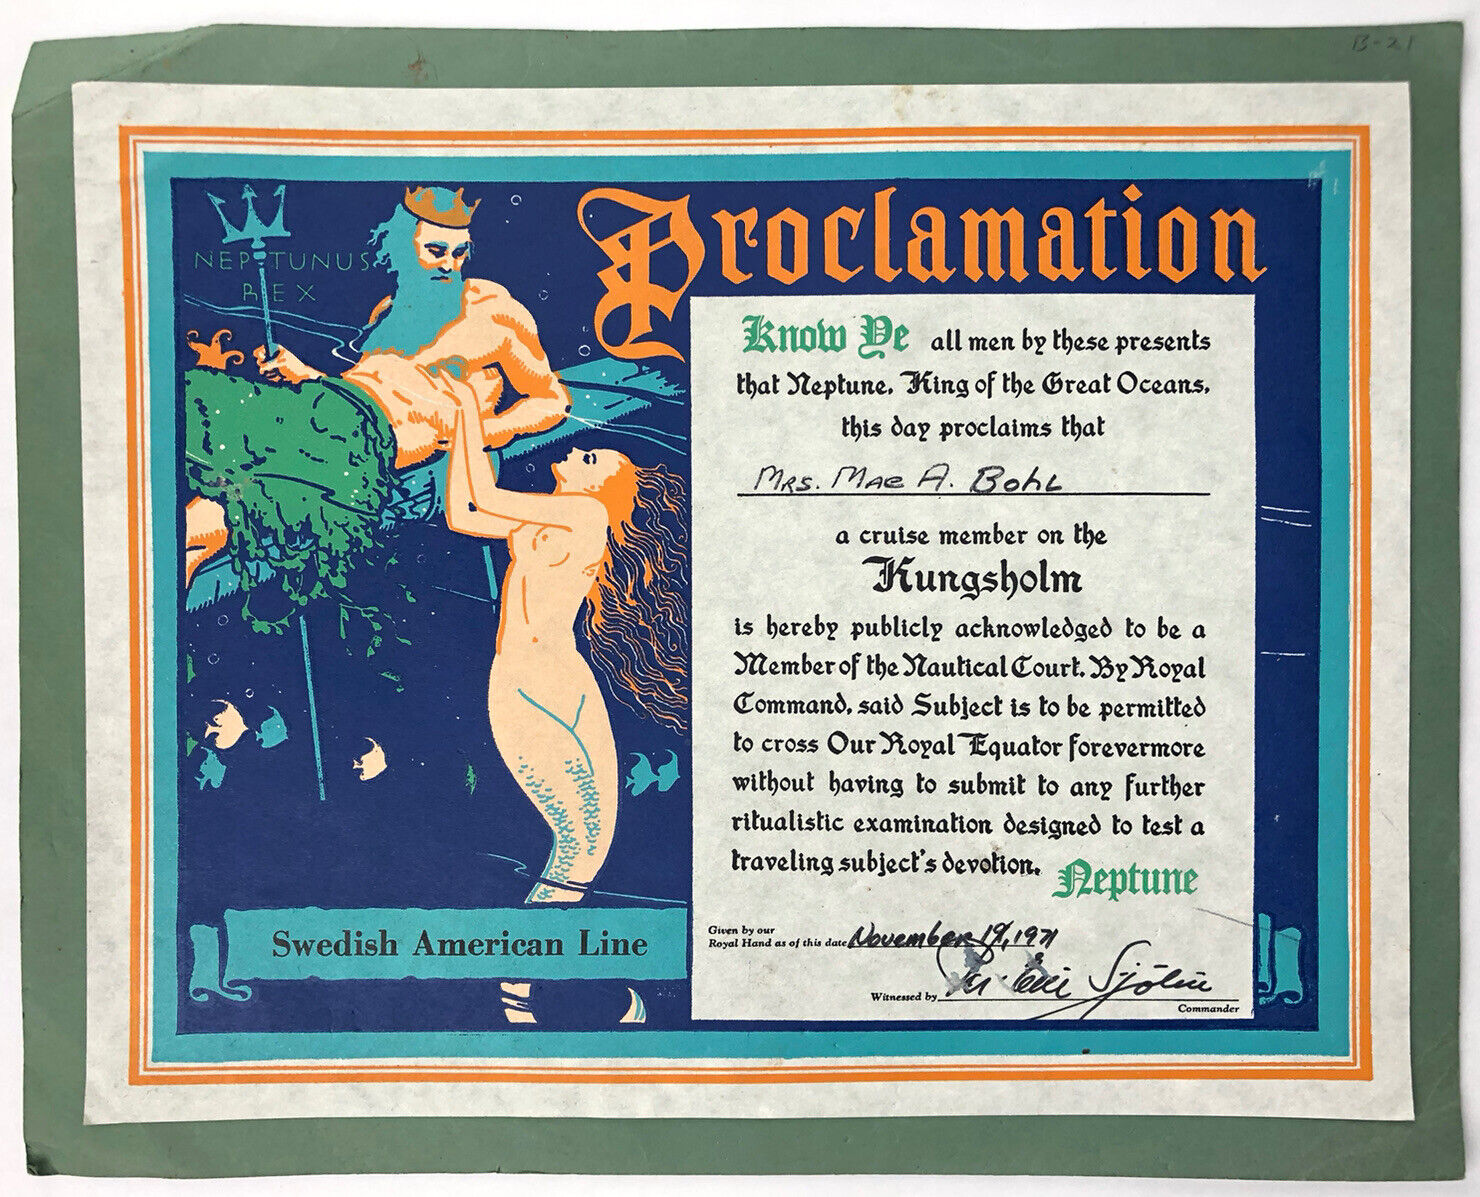 B-21
NEPTUNUS
REX
Proclamation
Know Ye all men by these presents
that Neptune, King of the Great Oceans,
this day proclaims that
Mrs. Mae A. Bohl
a cruise member on the
Kungsholm
is hereby publicly acknowledged to be a
Member of the Nautical Court. By Royal
Command, said Subject is to be permitted
to cross Our Royal Equator forevermore
without having to submit to any further
ritualistic examination designed to test a
traveling subject's devotion.
Neptune
Swedish American Line
Given by our
Royal Hand as of this date November 19, 1971
Witnessed by Per Eric Sjölin
Commander